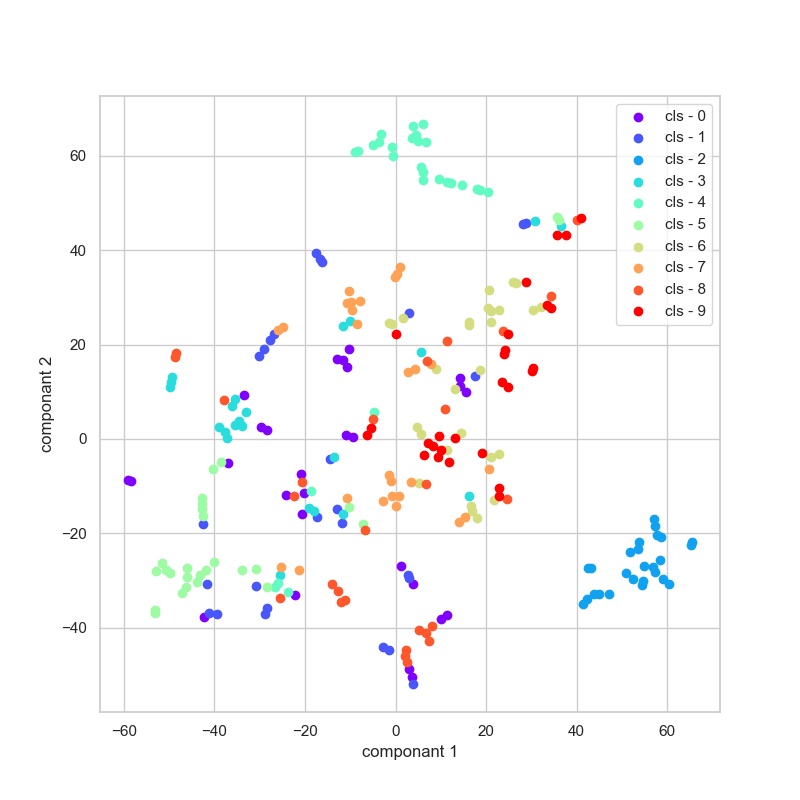 cls - 0
cls - 1
cls - 2
cls - 3
cls - 4
cls - 5
cls - 6
cls - 7
cls - 8
cls - 9
60
40
20
0
−20
−40
componant 2
−60 −40 −20 0 20 40 60
componant 1